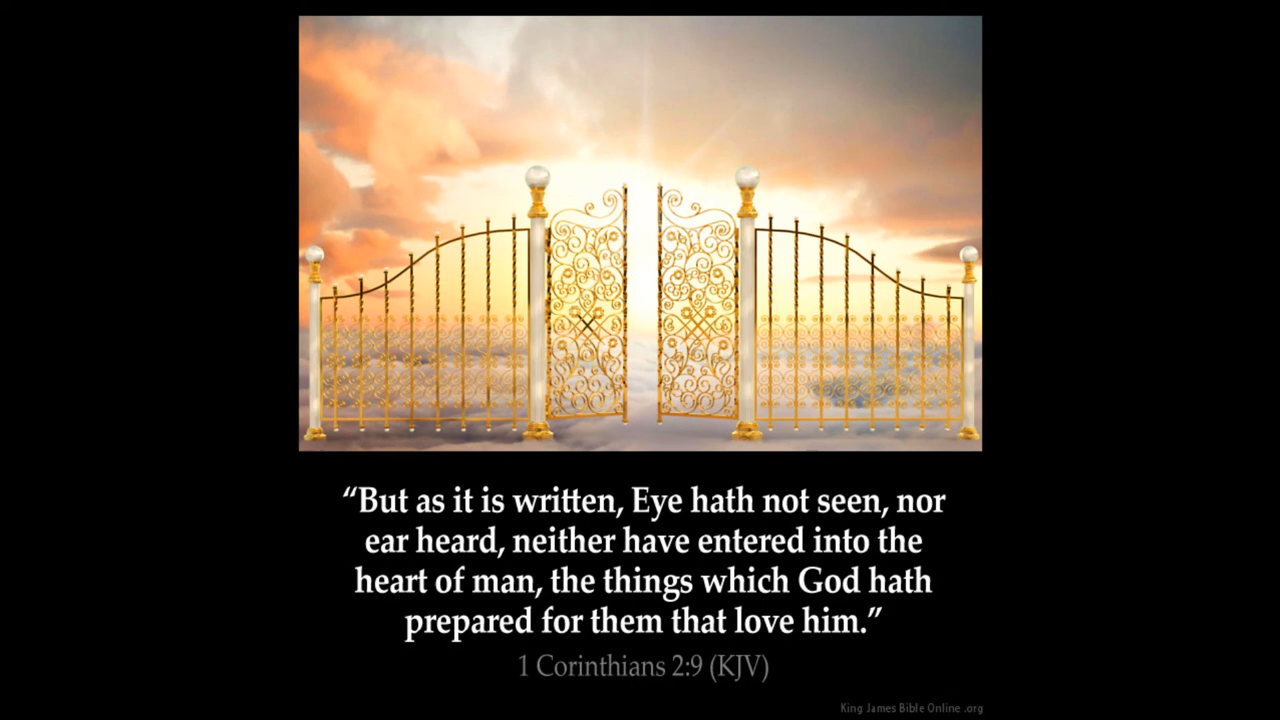 “But as it is written, Eye hath not seen, nor
ear heard, neither have entered into the
heart of man, the things which God hath
prepared for them that love him.”
1 Corinthians 2:9 (KJV)
King James Bible Online .org